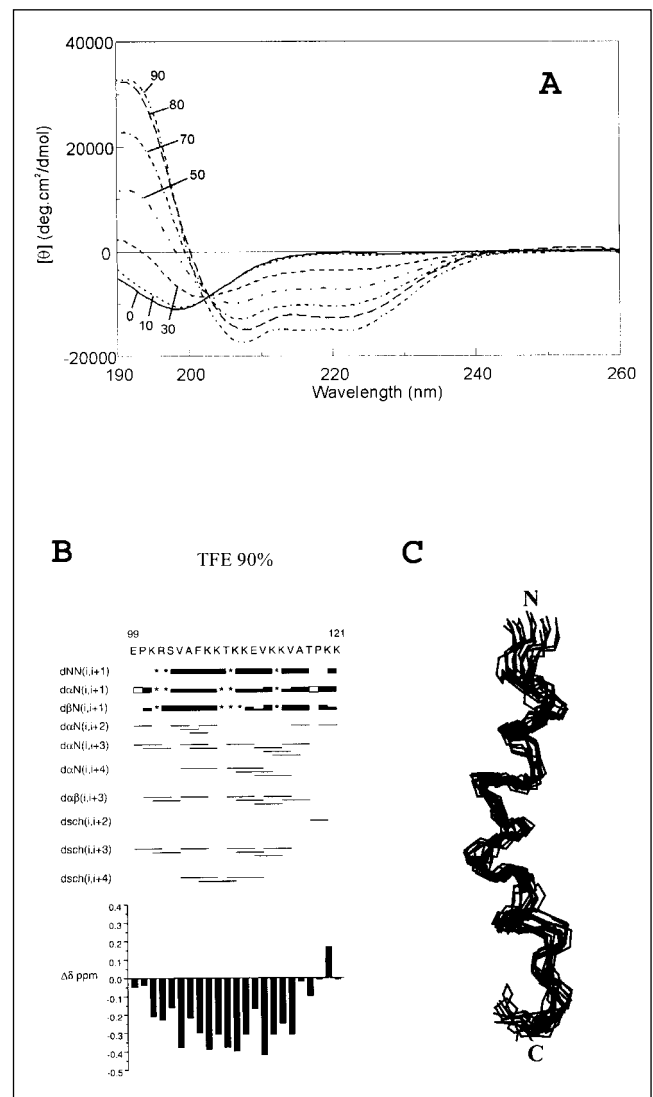 40000
20000
0
-20000
[θ] (deg.cm²/dmol)
90
80
70
50
30
10
0
A
190 200 220 240 260
Wavelength (nm)
B
TFE 90%
C
99 121
EPKRSVAFKKTKKEVKKVATPKK
dNN(i,i+1)
dαN(i,i+1)
dβN(i,i+1)
dαN(i,i+2)
dαN(i,i+3)
dαN(i,i+4)
dαβ(i,i+3)
dsch(i,i+2)
dsch(i,i+3)
dsch(i,i+4)
0.4
0.3
0.2
0.1
0.0
-0.1
-0.2
-0.3
-0.4
-0.5
Δδ ppm
N
C